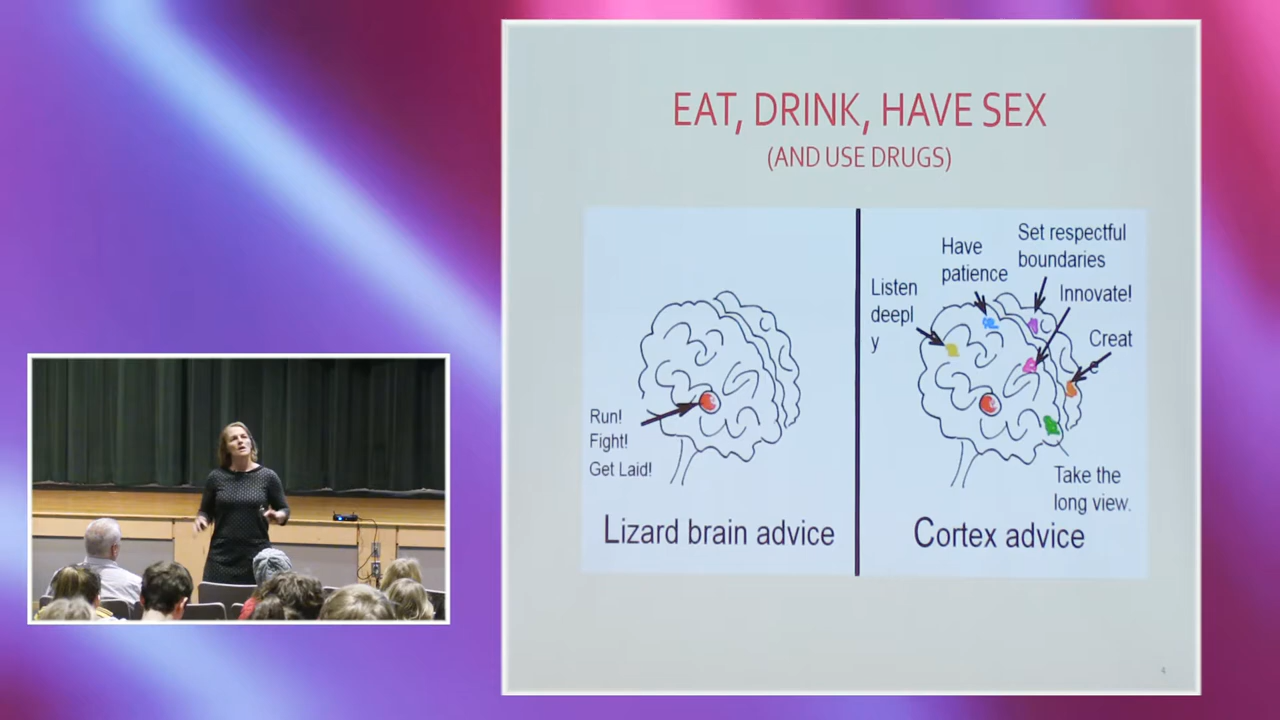 EAT, DRINK, HAVE SEX
(AND USE DRUGS)
Run!
Fight!
Get Laid!
Lizard brain advice
Listen
deepl
y
Have
patience
Set respectful
boundaries
Innovate!
Creat
e
Take the
long view.
Cortex advice
4